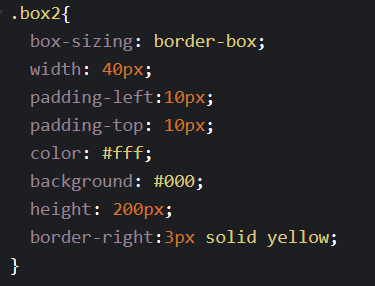 .box2{
  box-sizing: border-box;
  width: 40px;
  padding-left:10px;
  padding-top: 10px;
  color: #fff;
  background: #000;
  height: 200px;
  border-right:3px solid yellow;
}